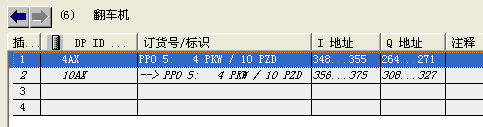 (6) 翻车机
插... DP ID ... 订货号/标识 I 地址 Q 地址 注释
1 4AX PPO 5: 4 PKW / 10 PZD 348...355 264...271
2 10AX --> PPO 5: 4 PKW / 10 PZD 356...375 308...327
3
4